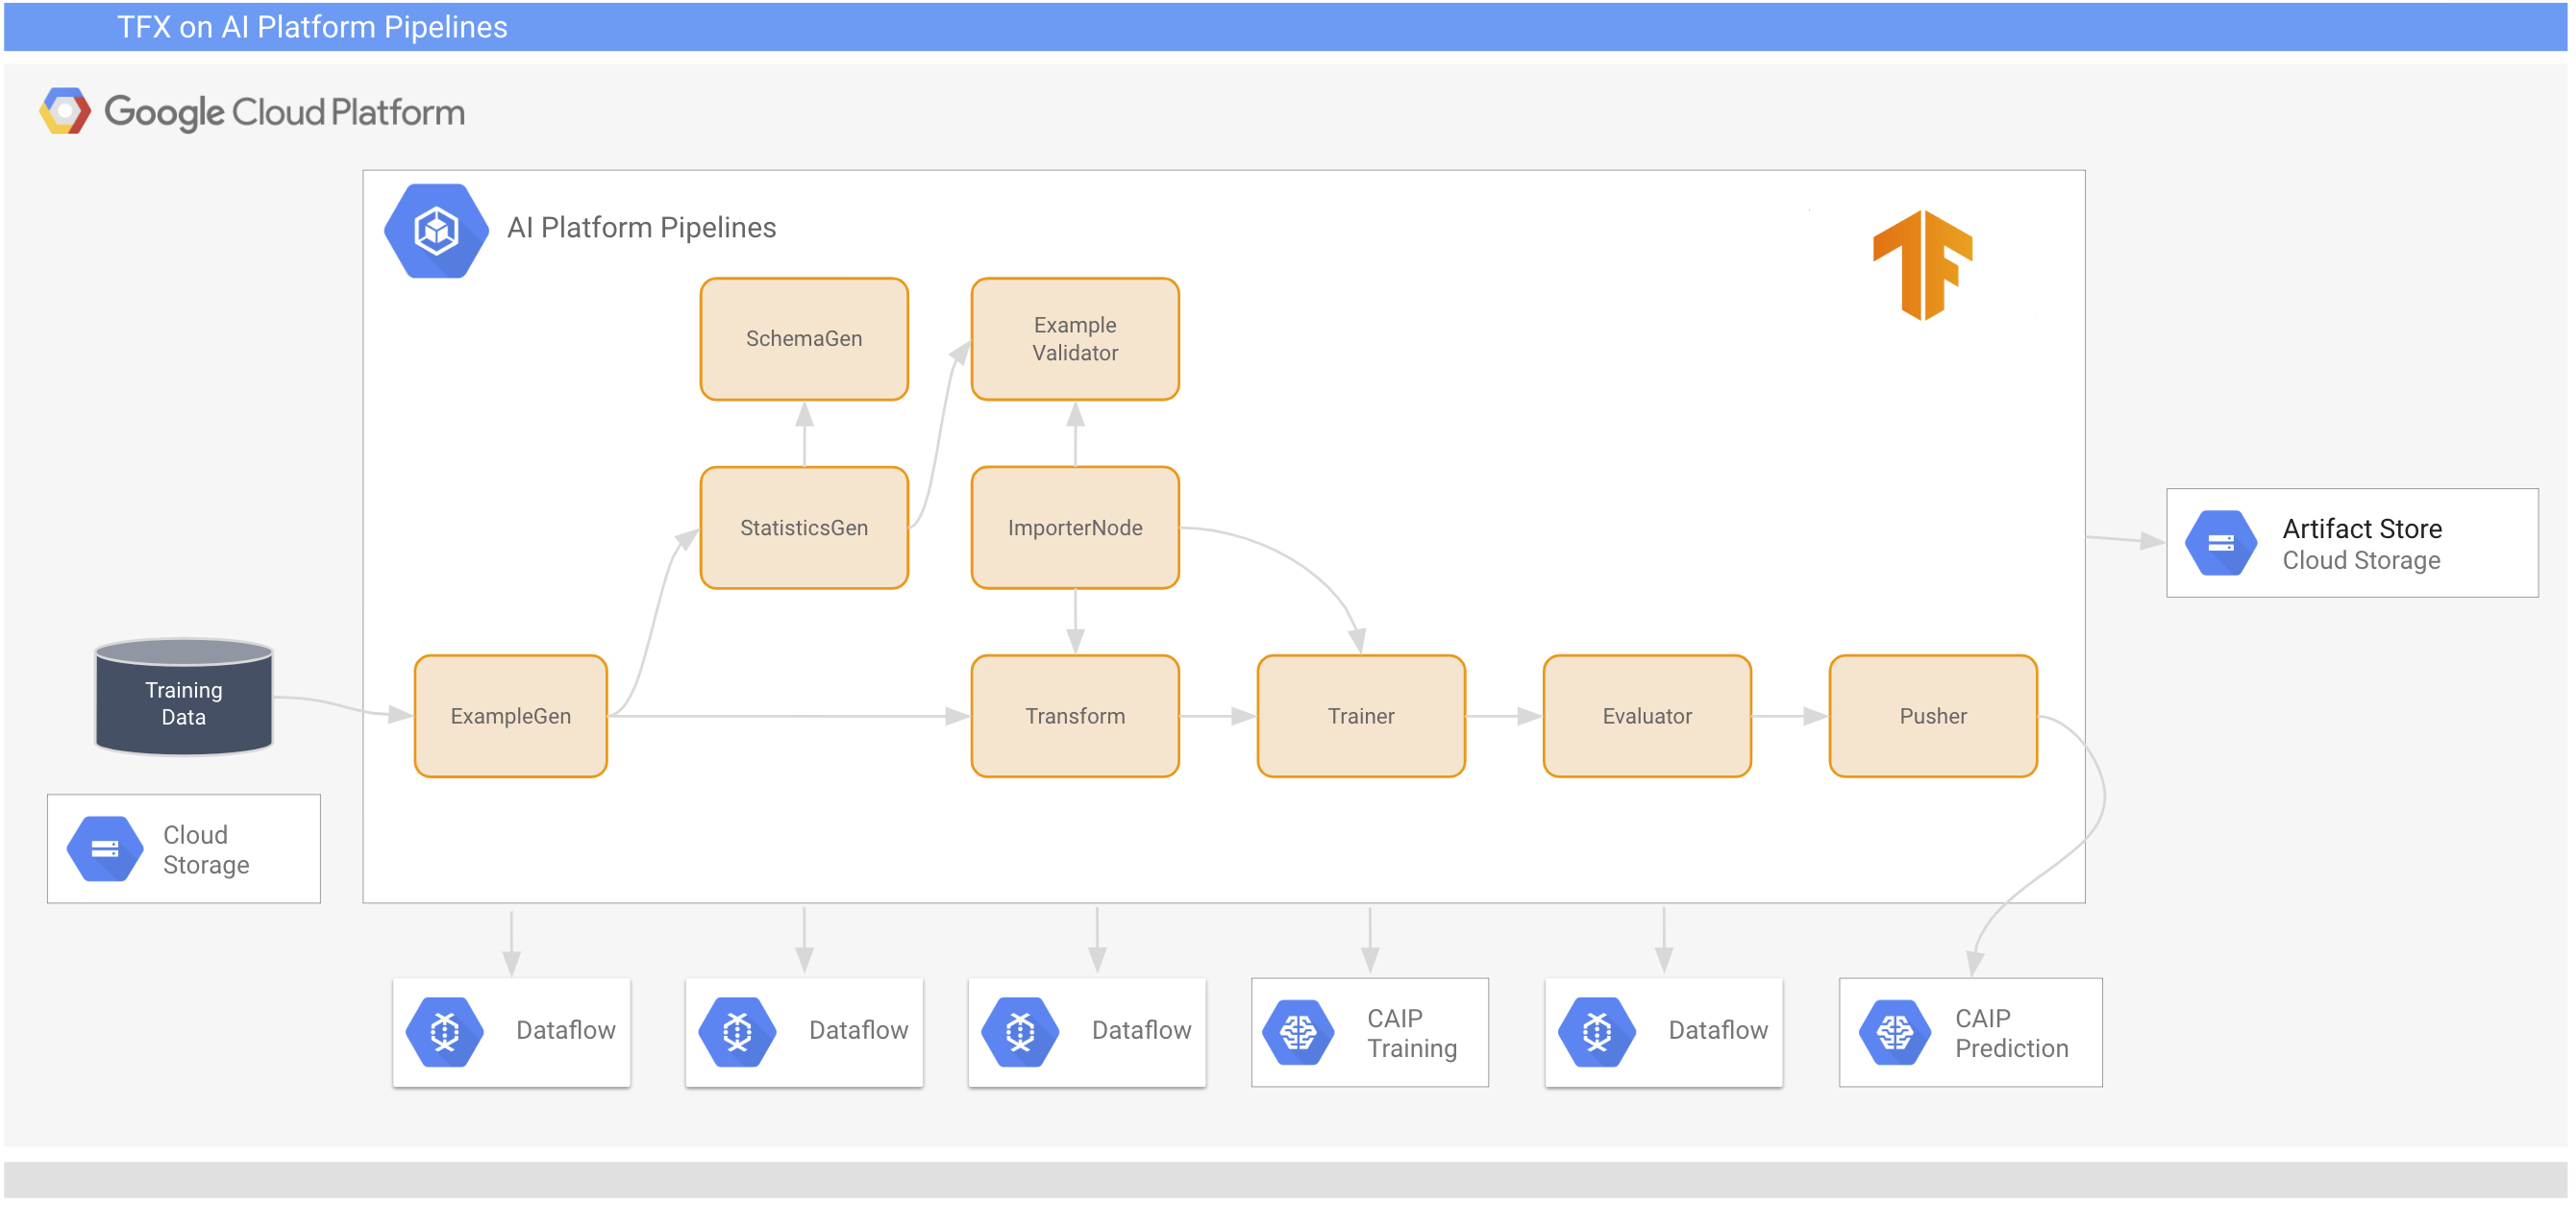 TFX on AI Platform Pipelines
Google Cloud Platform
AI Platform Pipelines
SchemaGen
Example
Validator
StatisticsGen
ImporterNode
Artifact Store
Cloud Storage
Training
Data
ExampleGen
Transform
Trainer
Evaluator
Pusher
Cloud
Storage
Dataflow
Dataflow
Dataflow
CAIP
Training
Dataflow
CAIP
Prediction